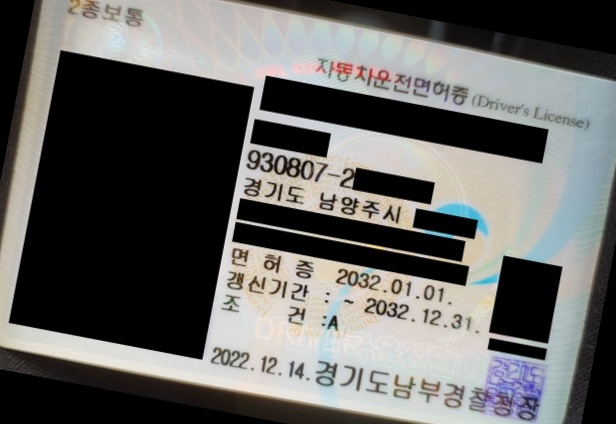 2종보통
자동차운전면허증 (Driver's License)
930807-2
경기도 남양주시
면 허 증 2032.01.01.
갱신기간 : ~ 2032.12.31.
조 건 :A
2022.12.14. 경기도남부경찰청장